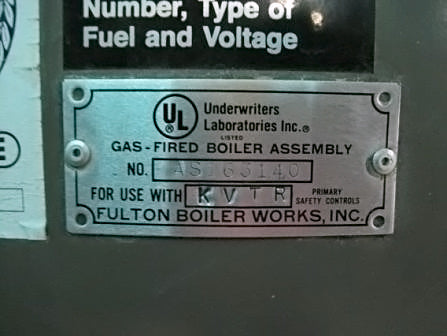 Number, Type of
Fuel and Voltage
E
UL ® Underwriters
Laboratories Inc.®
LISTED
GAS-FIRED BOILER ASSEMBLY
NO. AS 163140
FOR USE WITH K V T R PRIMARY
SAFETY CONTROLS
FULTON BOILER WORKS, INC.